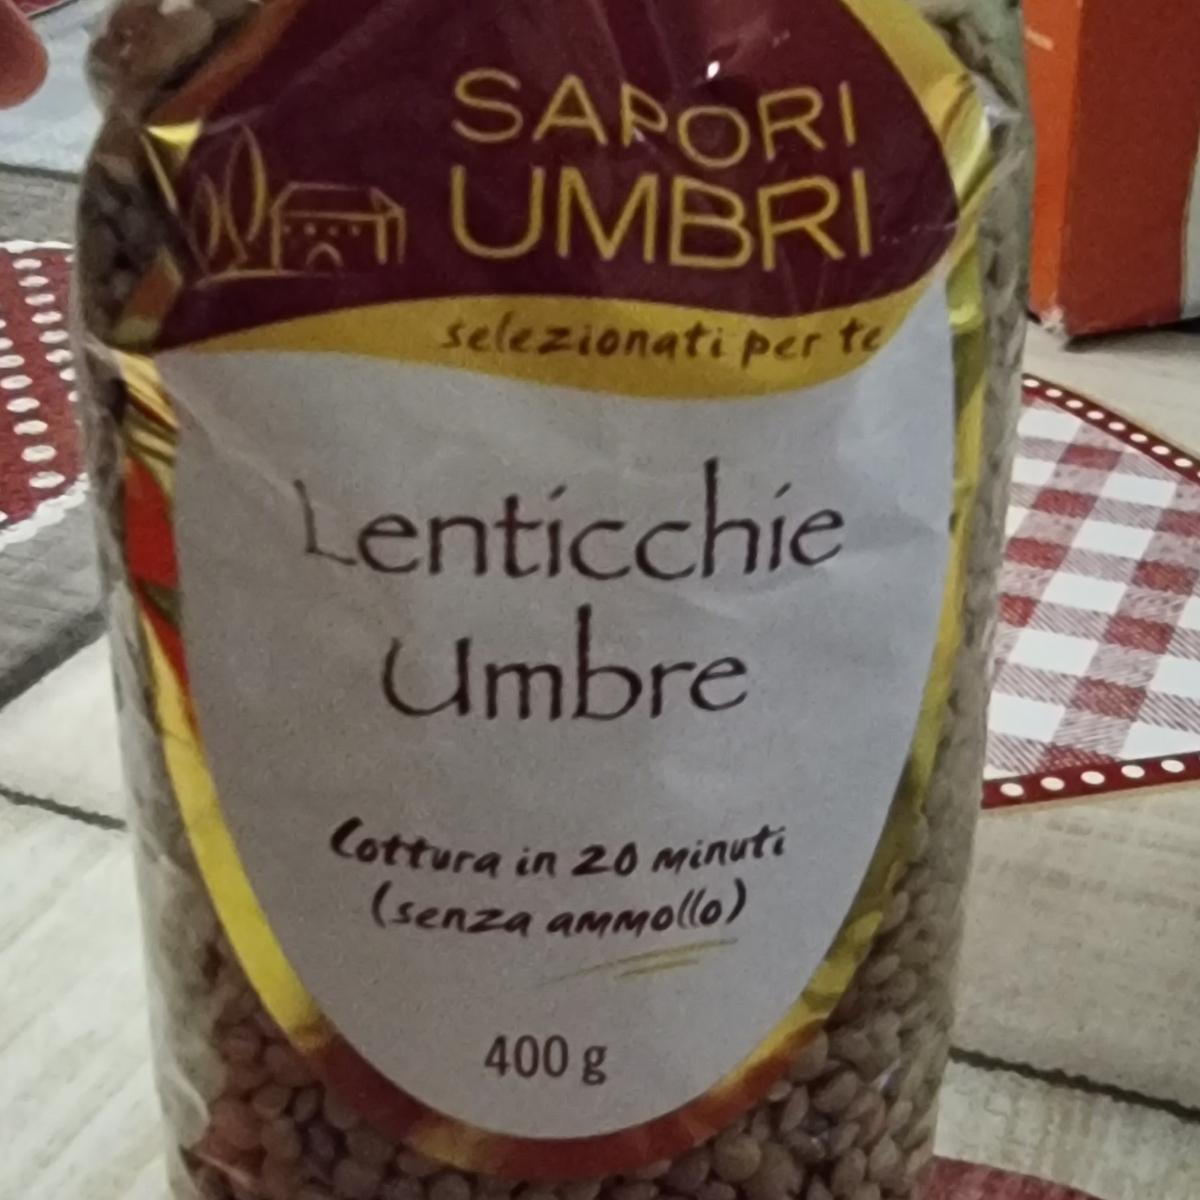 SAPORI
UMBRI
selezionati per te
Lenticchie
Umbre
Cottura in 20 minuti
(senza ammollo)
400 g